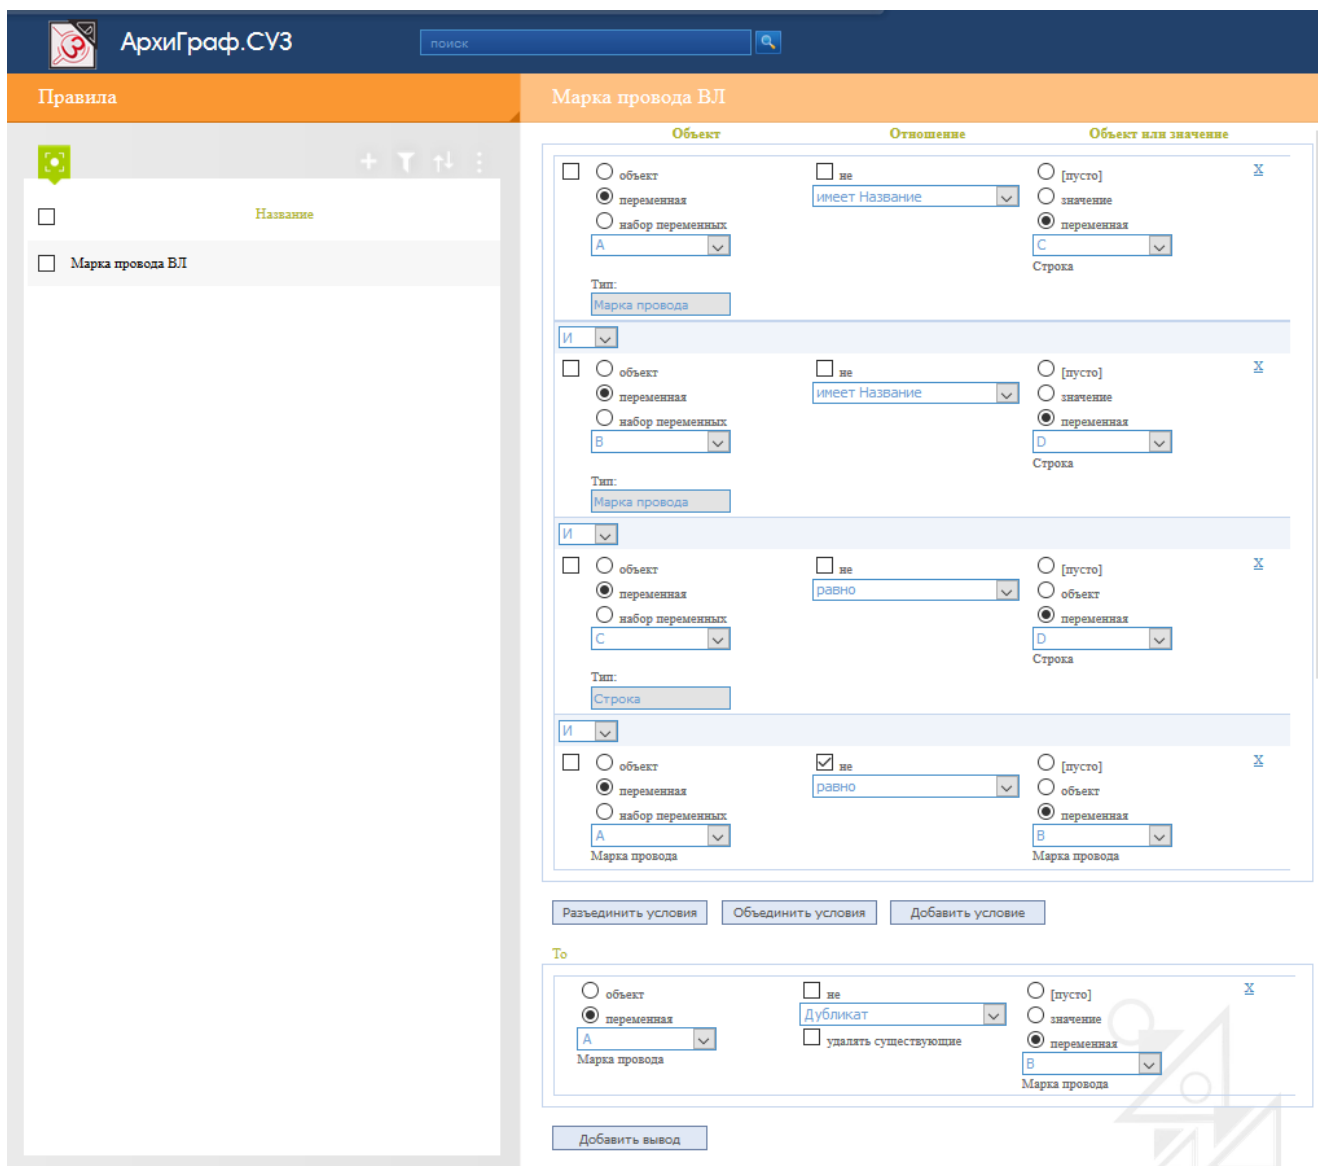 АрхиГраф.СУЗ
поиск
Правила
Марка провода ВЛ
Название
Марка провода ВЛ
Объект Отношение Объект или значение
объект не [пусто] X
переменная имеет Название значение
набор переменных переменная
A C
Строка
Тип:
Марка провода
И
объект не [пусто] X
переменная имеет Название значение
набор переменных переменная
B D
Строка
Тип:
Марка провода
И
объект не [пусто] X
переменная равно объект
набор переменных переменная
C D
Строка
Тип:
Строка
И
объект не [пусто] X
переменная равно объект
набор переменных переменная
A B
Марка провода Марка провода
Разъединить условия Объединить условия Добавить условие
То
объект не [пусто] X
переменная Дубликат значение
A удалять существующие переменная
Марка провода B
Марка провода
Добавить вывод